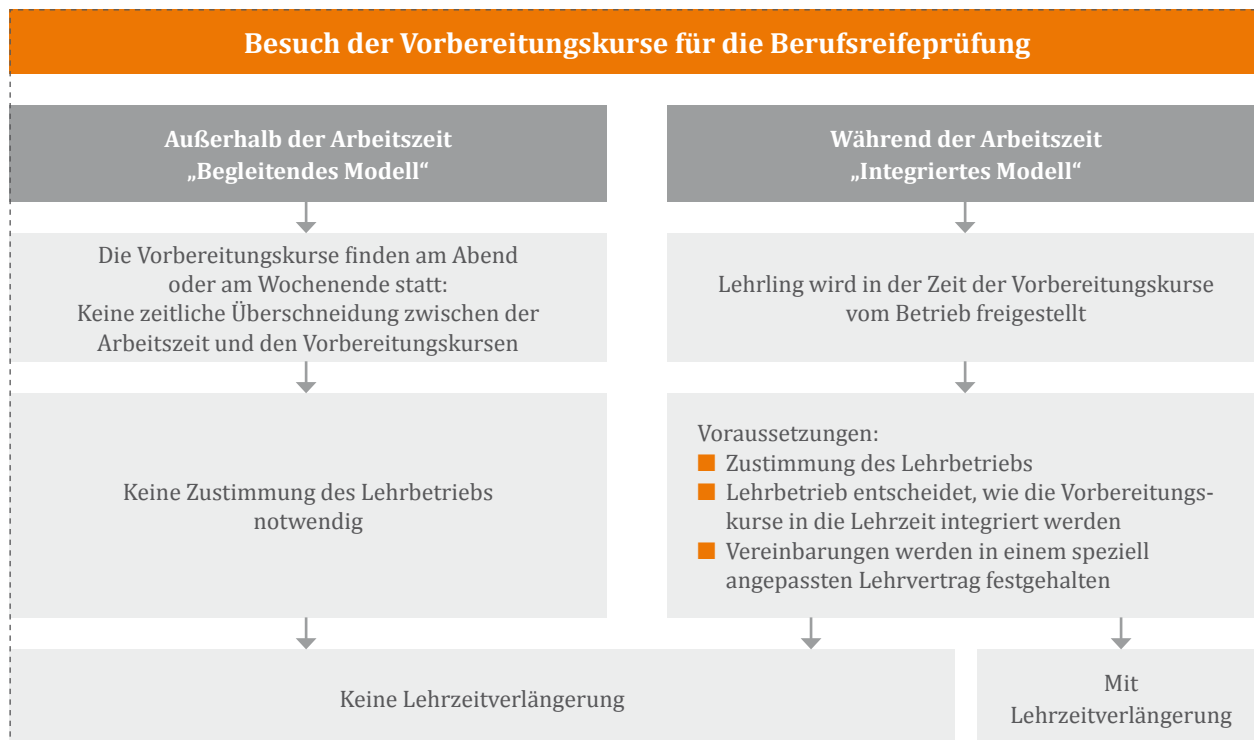 Besuch der Vorbereitungskurse für die Berufsreifeprüfung
Außerhalb der Arbeitszeit
„Begleitendes Modell“
Während der Arbeitszeit
„Integriertes Modell“
Die Vorbereitungskurse finden am Abend
oder am Wochenende statt:
Keine zeitliche Überschneidung zwischen der
Arbeitszeit und den Vorbereitungskursen
Lehrling wird in der Zeit der Vorbereitungskurse
vom Betrieb freigestellt
Keine Zustimmung des Lehrbetriebs
notwendig
Voraussetzungen:
■ Zustimmung des Lehrbetriebs
■ Lehrbetrieb entscheidet, wie die Vorbereitungs-
kurse in die Lehrzeit integriert werden
■ Vereinbarungen werden in einem speziell
angepassten Lehrvertrag festgehalten
Keine Lehrzeitverlängerung
Mit
Lehrzeitverlängerung